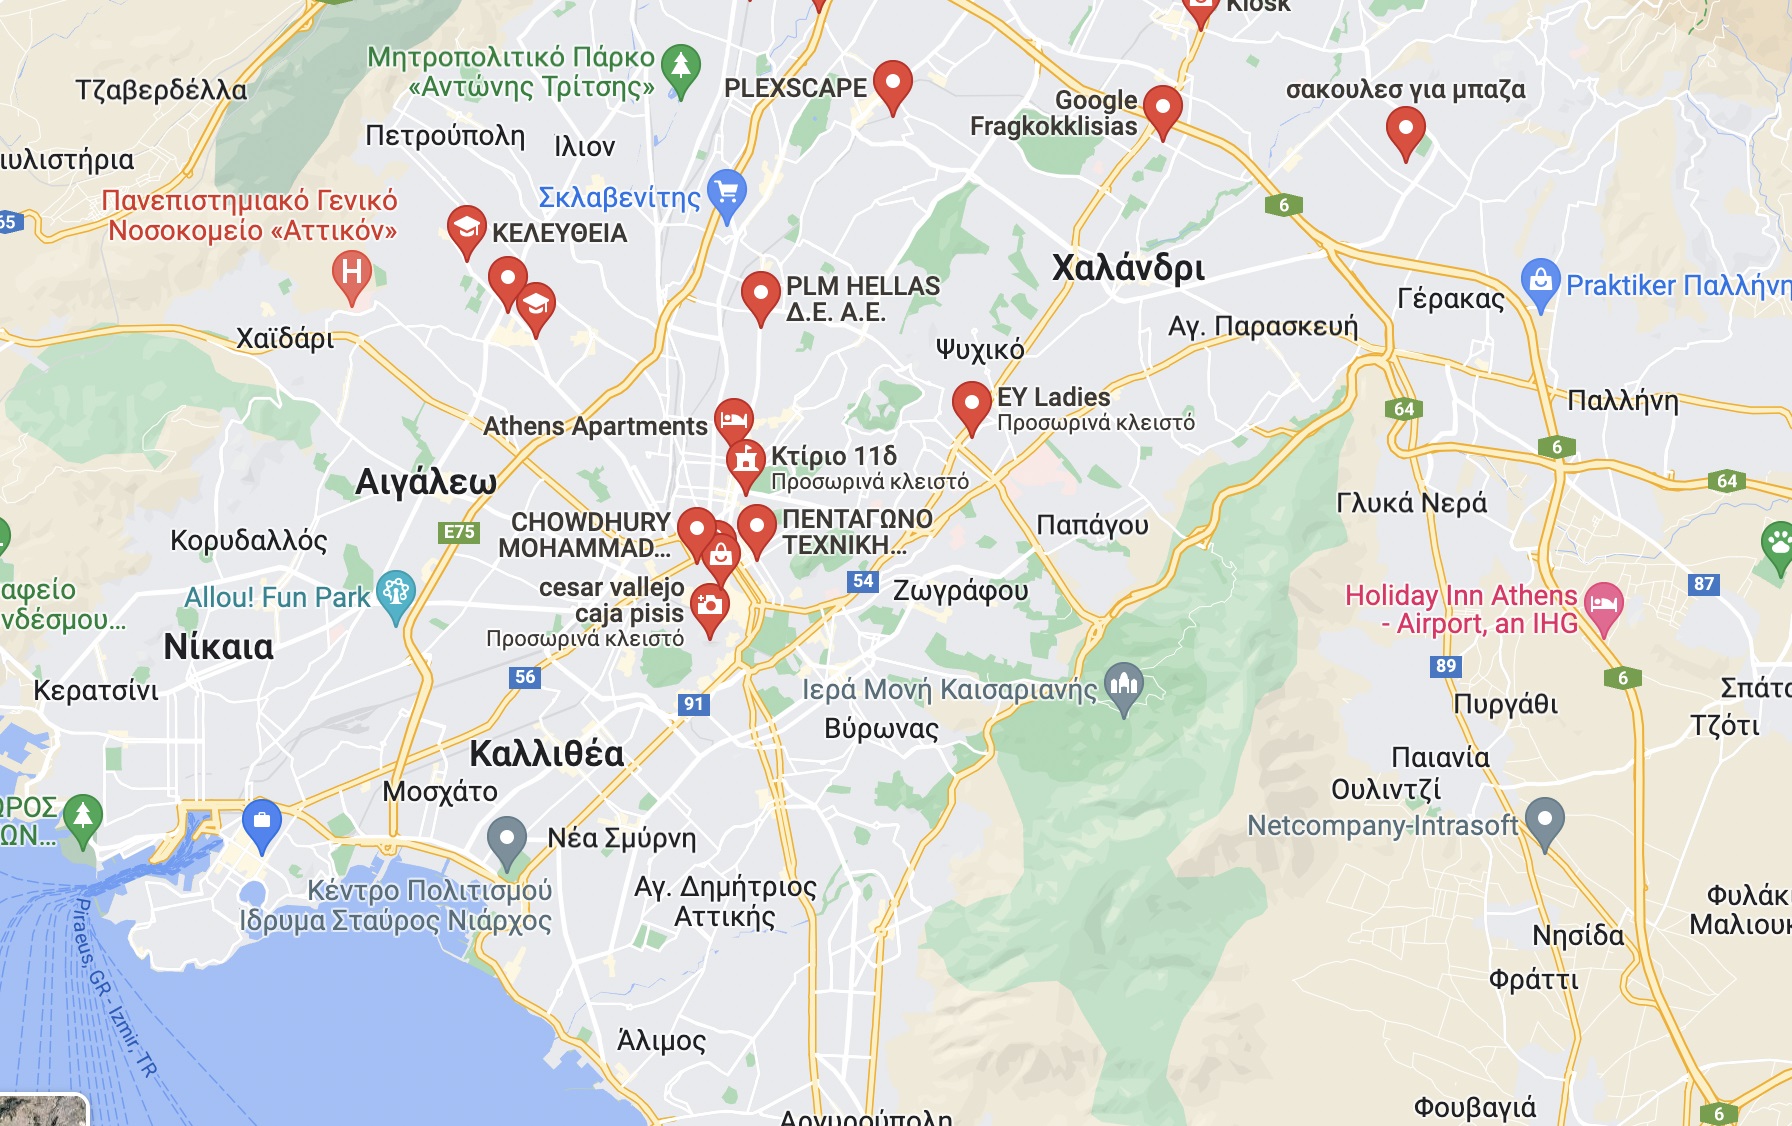 Kiosk
Μητροπολιτικό Πάρκο
«Αντώνης Τρίτσης»
Τζαβερδέλλα
PLEXSCAPE
Google
Fragkokklisias
σακουλεσ για μπαζα
Πετρούπολη
Ιλιον
ιυλιστήρια
Πανεπιστημιακό Γενικό
Νοσοκομείο «Αττικόν»
Σκλαβενίτης
6
65
ΚΕΛΕΥΘΕΙΑ
Χαλάνδρι
PLM HELLAS
Δ.Ε. Α.Ε.
Γέρακας
Praktiker Παλλήνη
Χαϊδάρι
Αγ. Παρασκευή
Ψυχικό
EY Ladies
Προσωρινά κλειστό
64
Παλλήνη
Athens Apartments
Κτίριο 11δ
Προσωρινά κλειστό
6
Αιγάλεω
64
Γλυκά Νερά
CHOWDHURY
MOHAMMAD...
ΠΕΝΤΑΓΩΝΟ
ΤΕΧΝΙΚΗ...
Παπάγου
E75
Κορυδαλλός
cesar vallejo
caja pisis
Προσωρινά κλειστό
54
Ζωγράφου
87
αφείο
νδέσμου...
Allou! Fun Park
Holiday Inn Athens
- Airport, an IHG
Νίκαια
89
56
6
Κερατσίνι
Ιερά Μονή Καισαριανής
Σπάτα
91
Πυργάθι
Βύρωνας
Τζότι
Καλλιθέα
Παιανία
Μοσχάτο
Ουλιντζί
ΩΡΟΣ
ΩΝ...
Netcompany-Intrasoft
Νέα Σμύρνη
Κέντρο Πολιτισμού
Ιδρυμα Σταύρος Νιάρχος
Αγ. Δημήτριος
Αττικής
Φυλάκ
Μαλιουκ
Νησίδα
Φράττι
Piraeus, GR - Izmir, TR
Άλιμος
Αργυρούπολη
Φουβαγιά
6